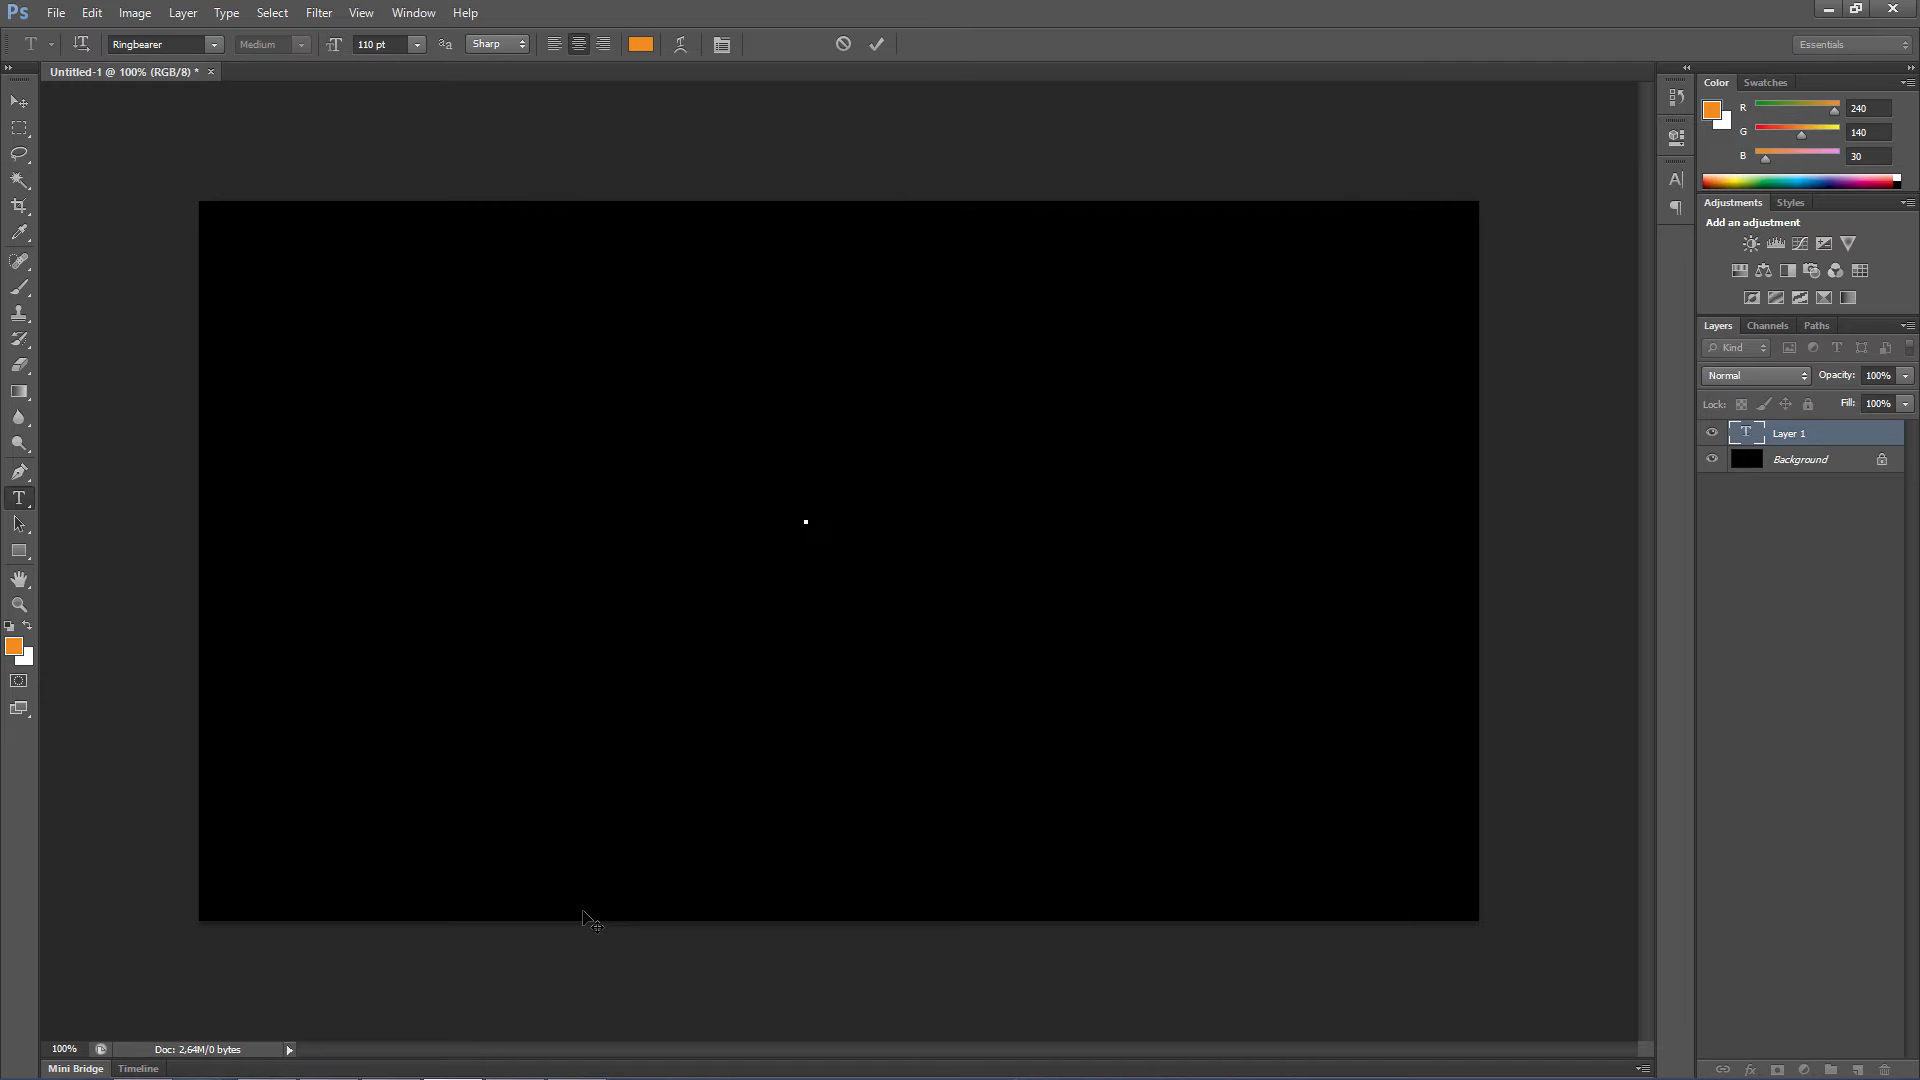 Ps File Edit Image Layer Type Select Filter View Window Help
T Ringbearer Medium 110 pt Sharp Essentials
Untitled-1 @ 100% (RGB/8) * ×
Color Swatches
R 240
G 140
B 30
Adjustments Styles
Add an adjustment
Layers Channels Paths
Kind
Normal Opacity: 100%
Lock: Fill: 100%
T Layer 1
Background
100% Doc: 2,64M/0 bytes
Mini Bridge Timeline